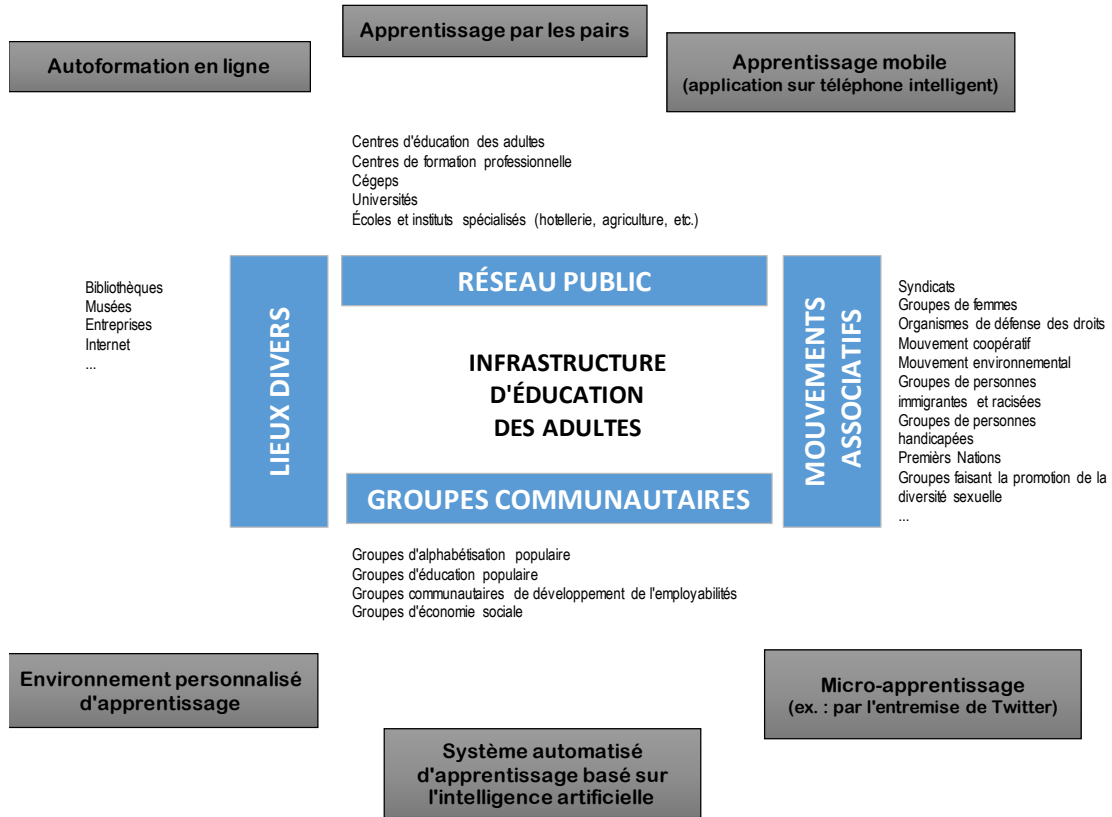 Apprentissage par les pairs
Autoformation en ligne
Apprentissage mobile
(application sur téléphone intelligent)
Centres d'éducation des adultes
Centres de formation professionnelle
Cégeps
Universités
Écoles et instituts spécialisés (hotellerie, agriculture, etc.)
RÉSEAU PUBLIC
Bibliothèques
Musées
Entreprises
Internet
...
LIEUX DIVERS
INFRASTRUCTURE
D'ÉDUCATION
DES ADULTES
MOUVEMENTS
ASSOCIATIFS
Syndicats
Groupes de femmes
Organismes de défense des droits
Mouvement coopératif
Mouvement environnemental
Groupes de personnes
immigrantes et racisées
Groupes de personnes
handicapées
Premièrs Nations
Groupes faisant la promotion de la
diversité sexuelle
...
GROUPES COMMUNAUTAIRES
Groupes d'alphabétisation populaire
Groupes d'éducation populaire
Groupes communautaires de développement de l'employabilités
Groupes d'économie sociale
Environnement personnalisé
d'apprentissage
Micro-apprentissage
(ex. : par l'entremise de Twitter)
Système automatisé
d'apprentissage basé sur
l'intelligence artificielle